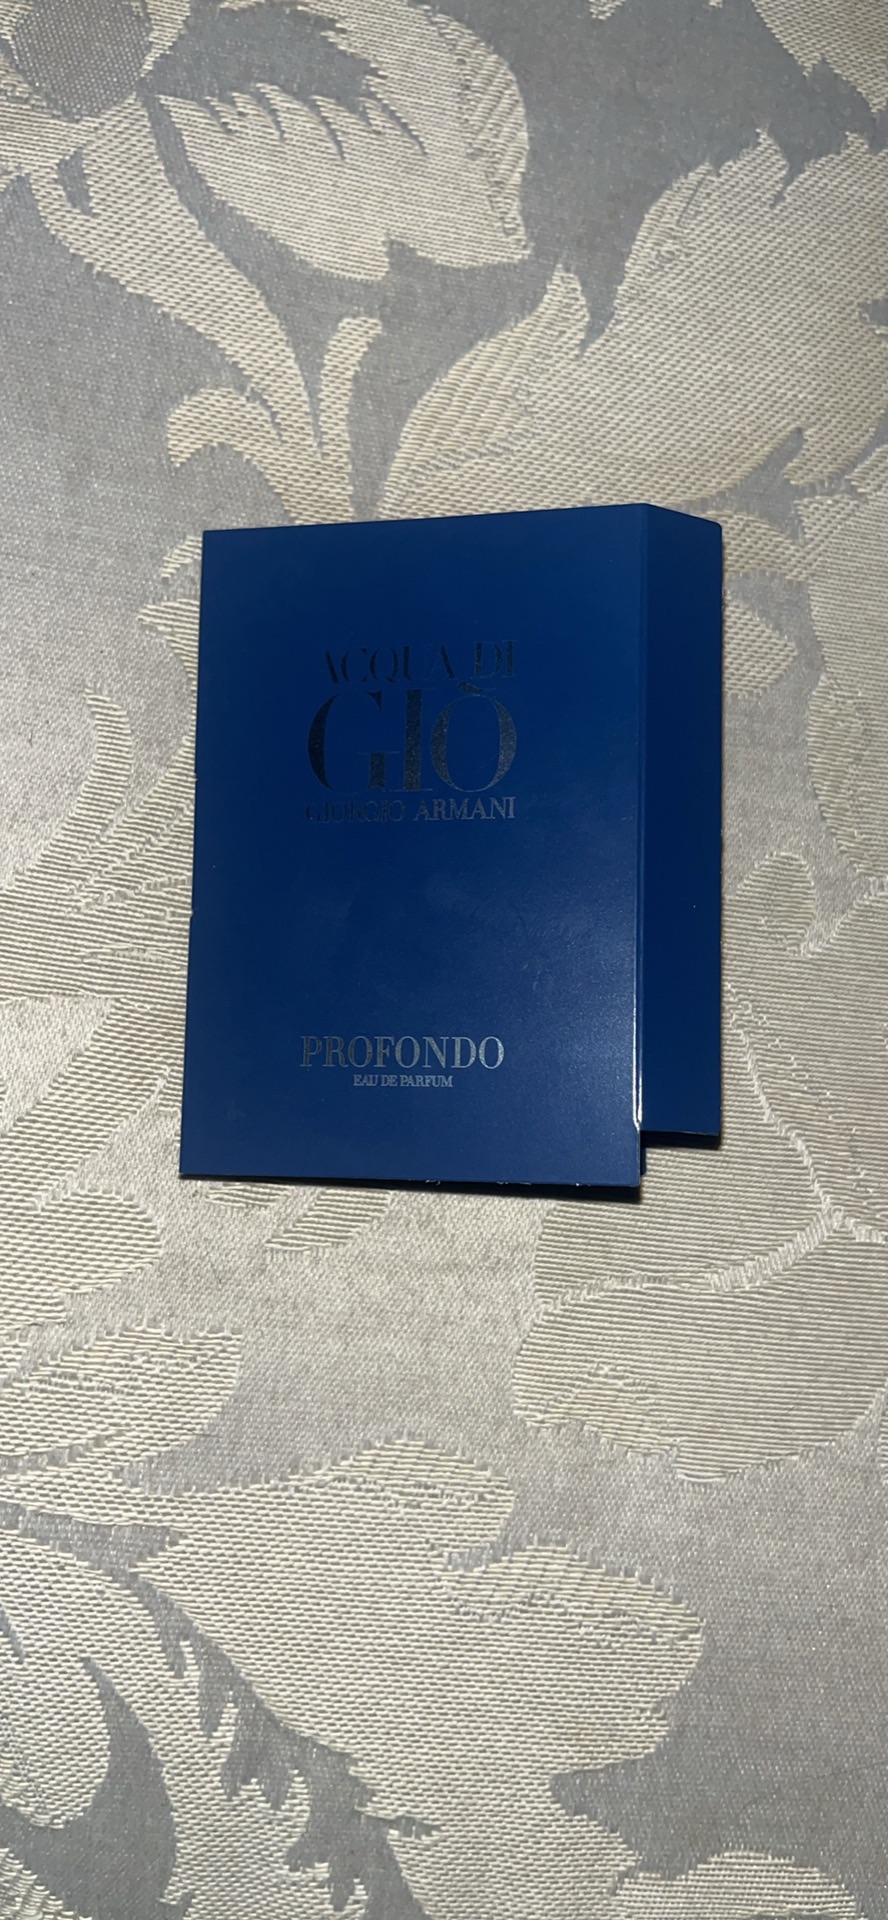 ACQUA DI
GIÒ
GIORGIO ARMANI
PROFONDO
EAU DE PARFUM